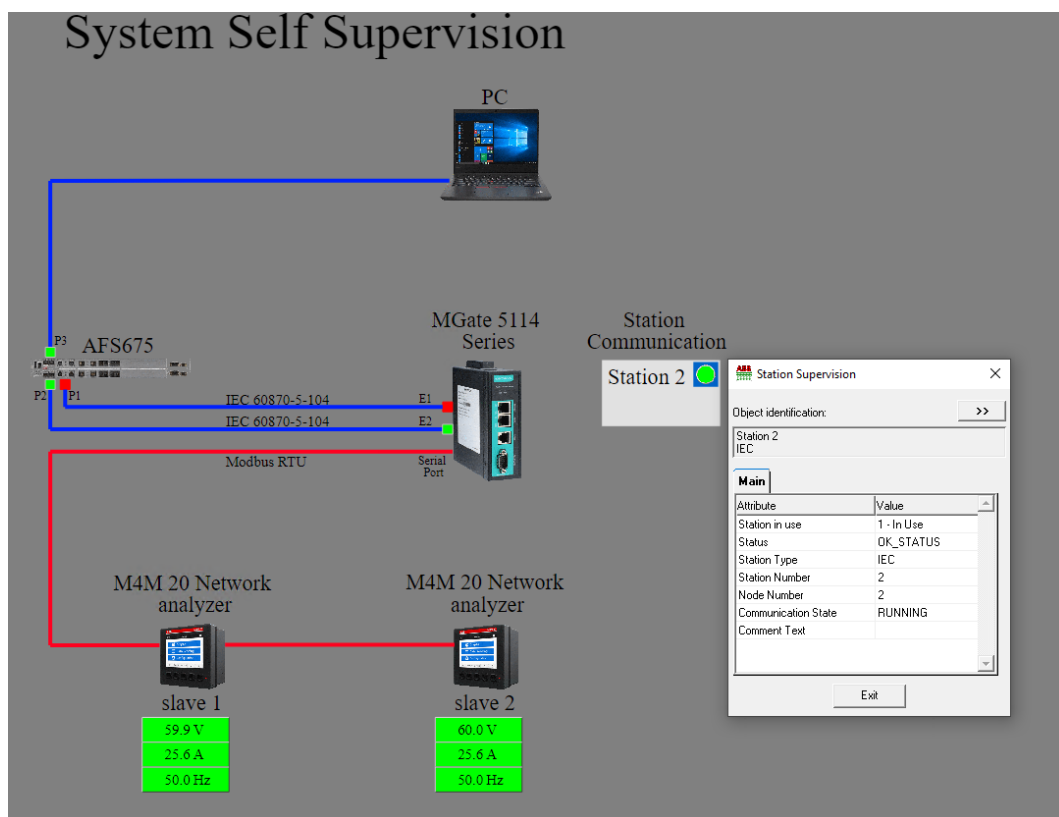 System Self Supervision
PC
MGate 5114
Series
Station
Communication
P3
AFS675
Station 2
P2
P1
IEC 60870-5-104
E1
IEC 60870-5-104
E2
Modbus RTU
Serial
Port
ABB
Station Supervision
Object identification:
>>
Station 2
IEC
Main
Attribute Value
Station in use 1 - In Use
Status OK_STATUS
Station Type IEC
Station Number 2
Node Number 2
Communication State RUNNING
Comment Text
Exit
M4M 20 Network
analyzer
M4M 20 Network
analyzer
slave 1
slave 2
59.9 V
25.6 A
50.0 Hz
60.0 V
25.6 A
50.0 Hz